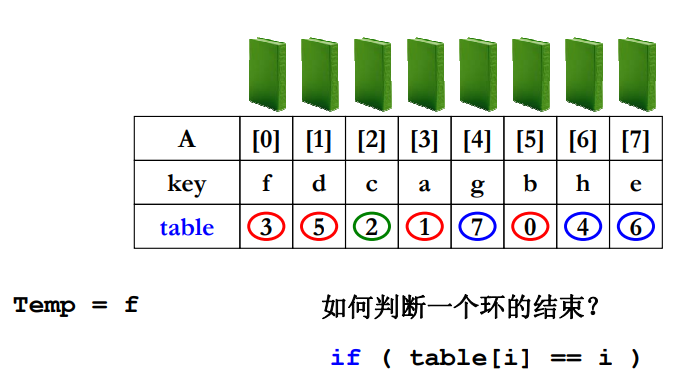 A [0] [1] [2] [3] [4] [5] [6] [7]
key f d c a g b h e
table 3 5 2 1 7 0 4 6
Temp = f
如何判断一个环的结束?
if ( table[i] == i )